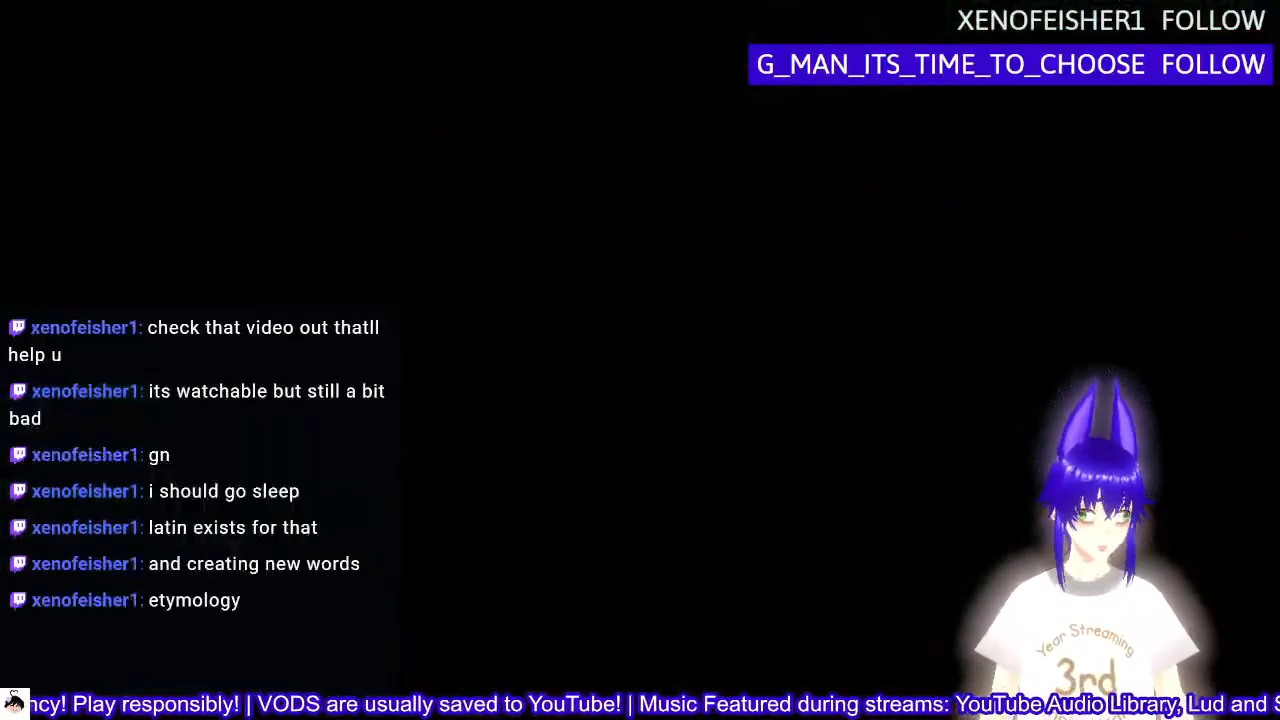 XENOFEISHER1 FOLLOW
G_MAN_ITS_TIME_TO_CHOOSE FOLLOW
xenofeisher1: check that video out thatll
help u
xenofeisher1: its watchable but still a bit
bad
xenofeisher1: gn
xenofeisher1: i should go sleep
xenofeisher1: latin exists for that
xenofeisher1: and creating new words
xenofeisher1: etymology
Year Streaming
3rd
ncy! Play responsibly! | VODS are usually saved to YouTube! | Music Featured during streams: YouTube Audio Library, Lud and S